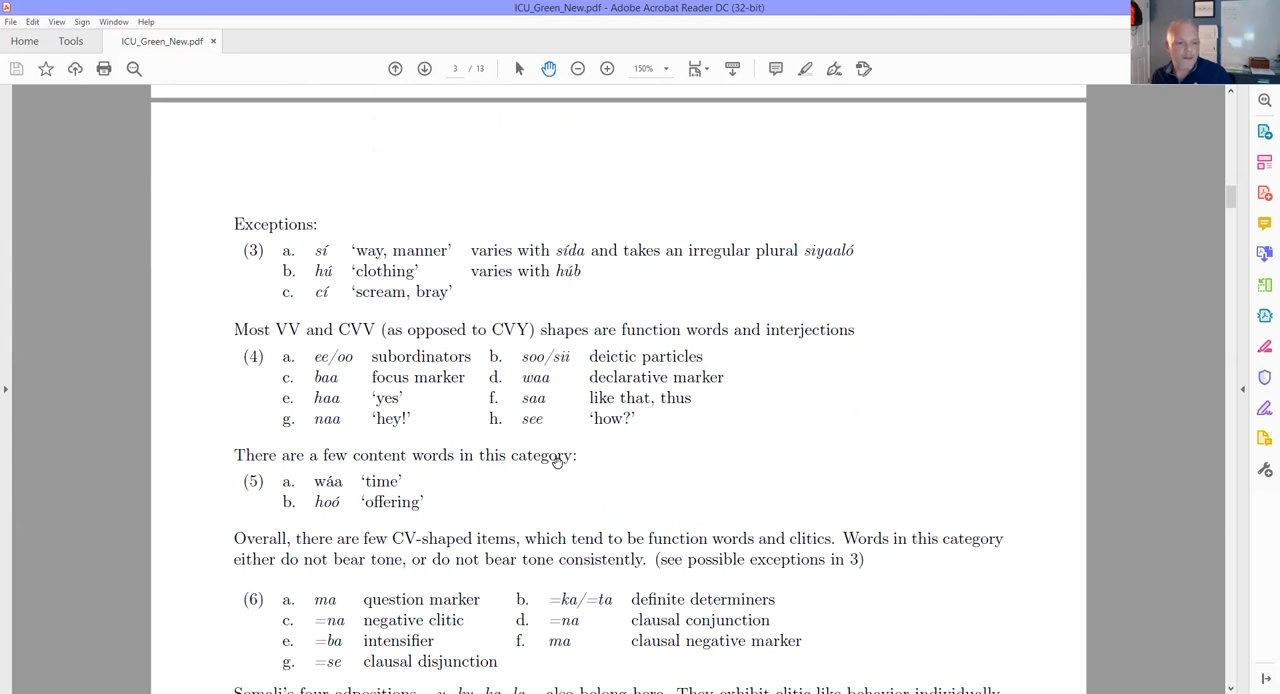 ICU_Green_New.pdf - Adobe Acrobat Reader DC (32-bit)
File Edit View Sign Window Help
Home Tools ICU_Green_New.pdf ×
3 / 13 150%
Exceptions:
(3) a. sí ‘way, manner’ varies with sída and takes an irregular plural siyaaló
b. hú ‘clothing’ varies with húb
c. cí ‘scream, bray’
Most VV and CVV (as opposed to CVY) shapes are function words and interjections
(4) a. ee/oo subordinators b. soo/sii deictic particles
c. baa focus marker d. waa declarative marker
e. haa ‘yes’ f. saa like that, thus
g. naa ‘hey!’ h. see ‘how?’
There are a few content words in this category:
(5) a. wáa ‘time’
b. hoó ‘offering’
Overall, there are few CV-shaped items, which tend to be function words and clitics. Words in this category
either do not bear tone, or do not bear tone consistently. (see possible exceptions in 3)
(6) a. ma question marker b. =ka/=ta definite determiners
c. =na negative clitic d. =na clausal conjunction
e. =ba intensifier f. ma clausal negative marker
g. =se clausal disjunction
Somali's four adpositions, u, ku, ka, la, also belong here. They exhibit clitic-like behavior individually